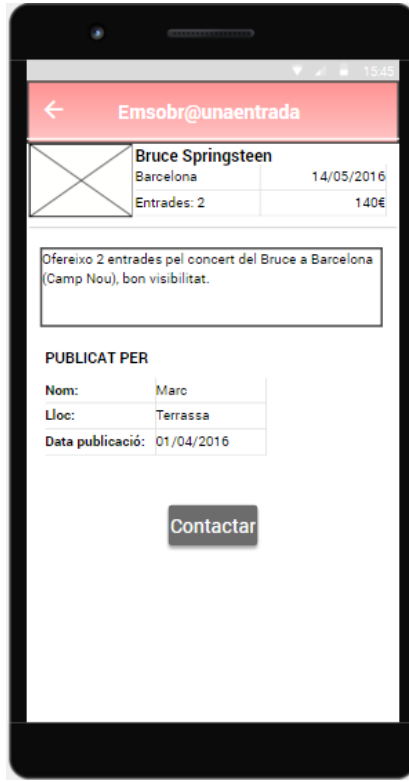 15:45
Emsobr@unaentrada
Bruce Springsteen
Barcelona 14/05/2016
Entrades: 2 140€
Ofereixo 2 entrades pel concert del Bruce a Barcelona
(Camp Nou), bon visibilitat.
PUBLICAT PER
Nom: Marc
Lloc: Terrassa
Data publicació: 01/04/2016
Contactar